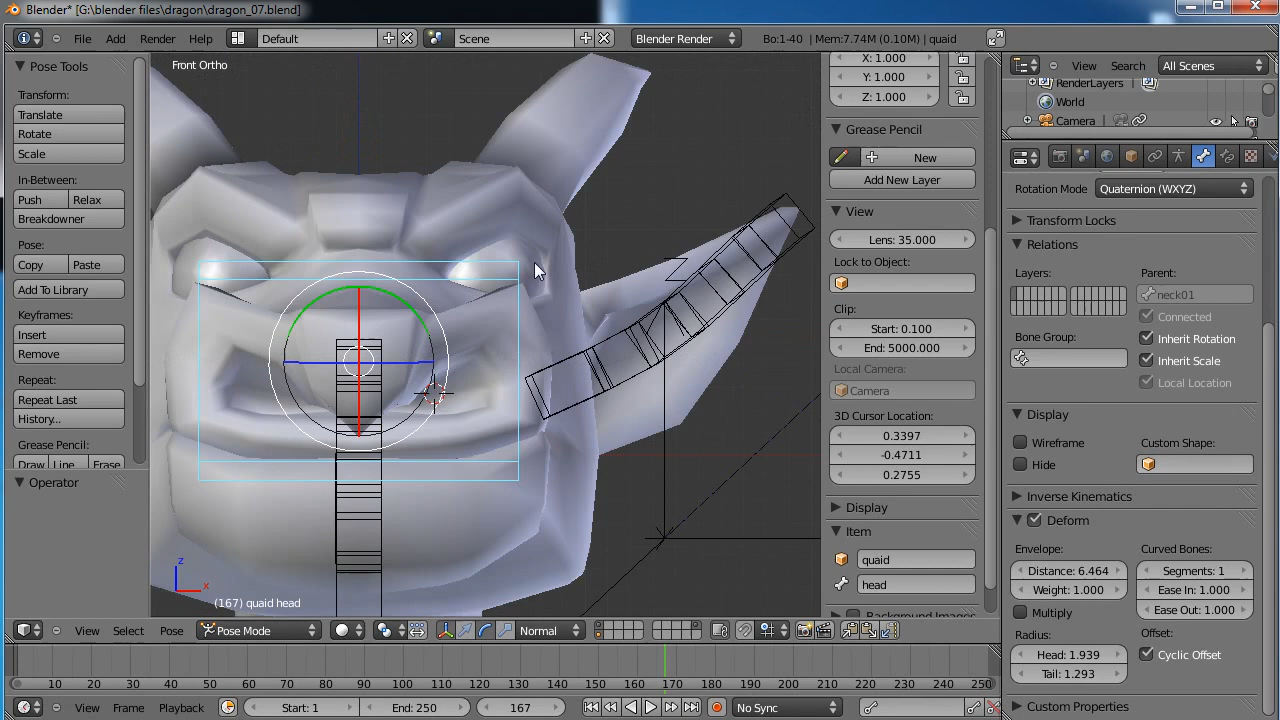 Blender* [G:\blender files\dragon\dragon_07.blend]
File Add Render Help Default Scene Blender Render Bo:1-40 | Mem:7.74M (0.10M) | quaid
Pose Tools
Transform:
Translate
Rotate
Scale
In-Between:
Push Relax
Breakdowner
Pose:
Copy Paste
Add To Library
Keyframes:
Insert
Remove
Repeat:
Repeat Last
History...
Grease Pencil:
Draw Line Erase
Operator
Front Ortho
z
x
(167) quaid head
X: 1.000
Y: 1.000
Z: 1.000
Grease Pencil
New
Add New Layer
View
Lens: 35.000
Lock to Object:
Clip:
Start: 0.100
End: 5000.000
Local Camera:
Camera
3D Cursor Location:
0.3397
-0.4711
0.2755
Display
Item
quaid
head
Background Images
View Search All Scenes
RenderLayers
World
Camera
Rotation Mode Quaternion (WXYZ)
Transform Locks
Relations
Layers: Parent:
neck01
Connected
Bone Group: Inherit Rotation
Inherit Scale
Local Location
Display
Wireframe Custom Shape:
Hide
Inverse Kinematics
Deform
Envelope: Curved Bones:
Distance: 6.464 Segments: 1
Weight: 1.000 Ease In: 1.000
Multiply Ease Out: 1.000
Radius: Offset:
Head: 1.939 Cyclic Offset
Tail: 1.293
Custom Properties
View Select Pose Pose Mode Normal
10 20 30 40 50 60 70 80 90 100 110 120 130 140 150 160 170 180 190 200 210 220 230 240 250
View Frame Playback Start: 1 End: 250 167 No Sync